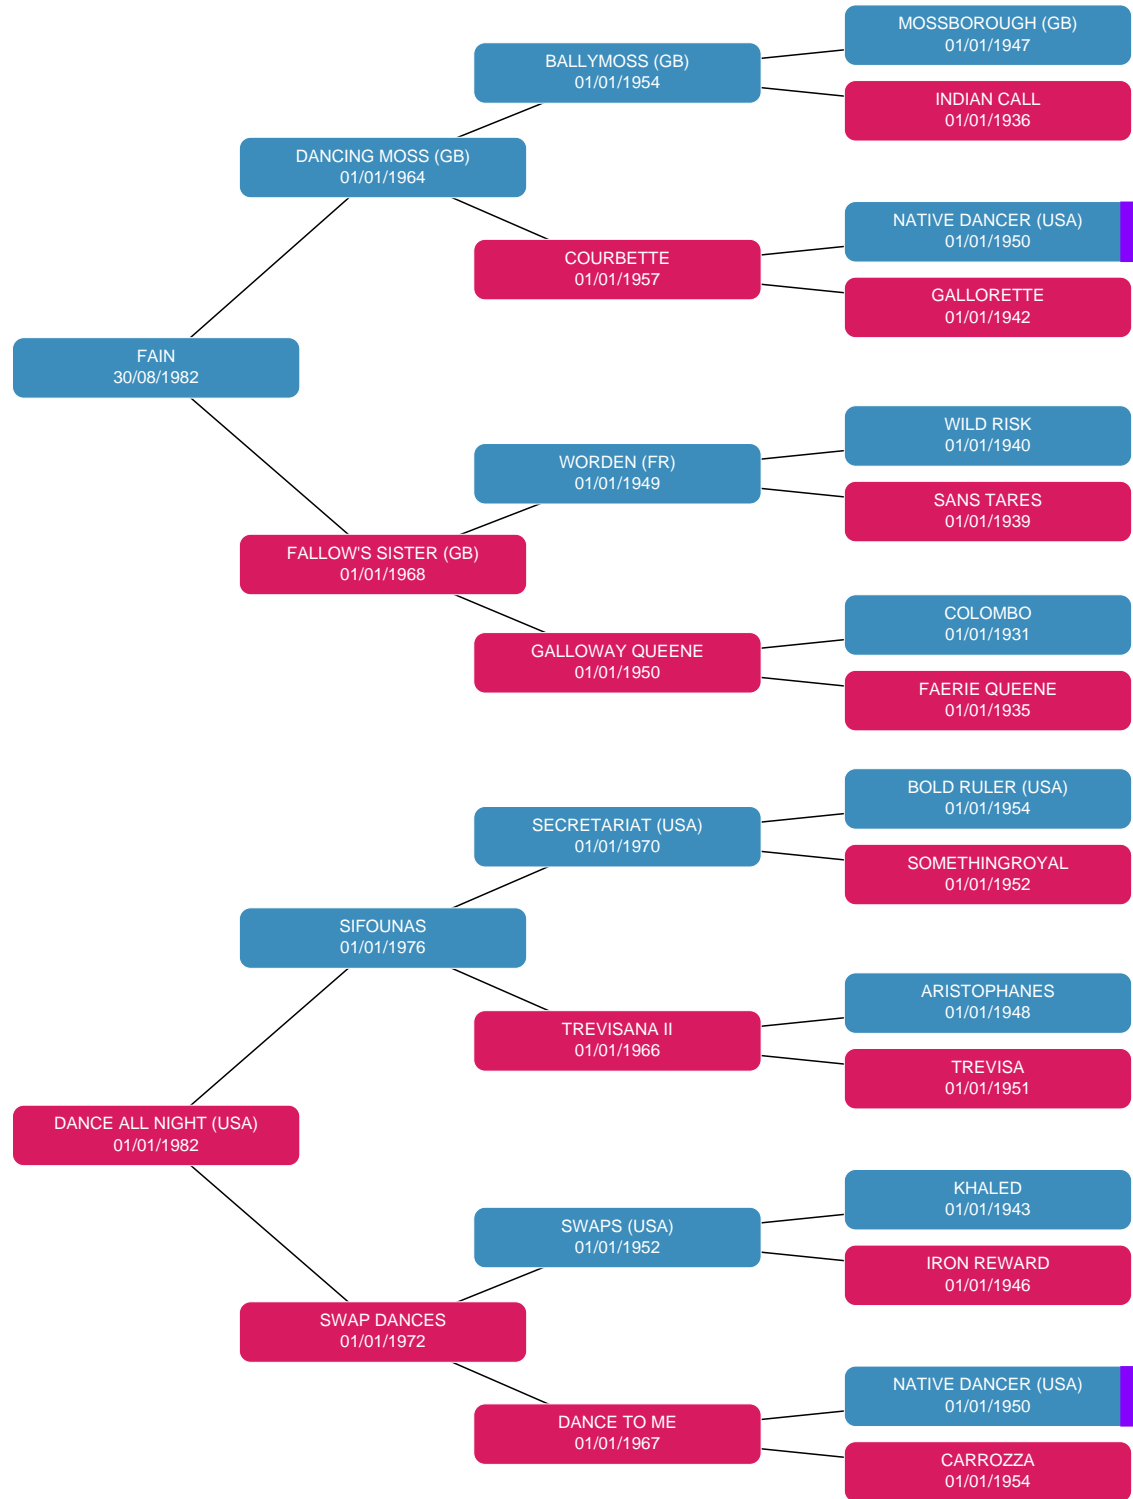 MOSSBOROUGH (GB)
01/01/1947
BALLYMOSS (GB)
01/01/1954
INDIAN CALL
01/01/1936
DANCING MOSS (GB)
01/01/1964
NATIVE DANCER (USA)
01/01/1950
COURBETTE
01/01/1957
GALLORETTE
01/01/1942
FAIN
30/08/1982
WILD RISK
01/01/1940
WORDEN (FR)
01/01/1949
SANS TARES
01/01/1939
FALLOW'S SISTER (GB)
01/01/1968
COLOMBO
01/01/1931
GALLOWAY QUEENE
01/01/1950
FAERIE QUEENE
01/01/1935
BOLD RULER (USA)
01/01/1954
SECRETARIAT (USA)
01/01/1970
SOMETHINGROYAL
01/01/1952
SIFOUNAS
01/01/1976
ARISTOPHANES
01/01/1948
TREVISANA II
01/01/1966
TREVISA
01/01/1951
DANCE ALL NIGHT (USA)
01/01/1982
KHALED
01/01/1943
SWAPS (USA)
01/01/1952
IRON REWARD
01/01/1946
SWAP DANCES
01/01/1972
NATIVE DANCER (USA)
01/01/1950
DANCE TO ME
01/01/1967
CARROZZA
01/01/1954